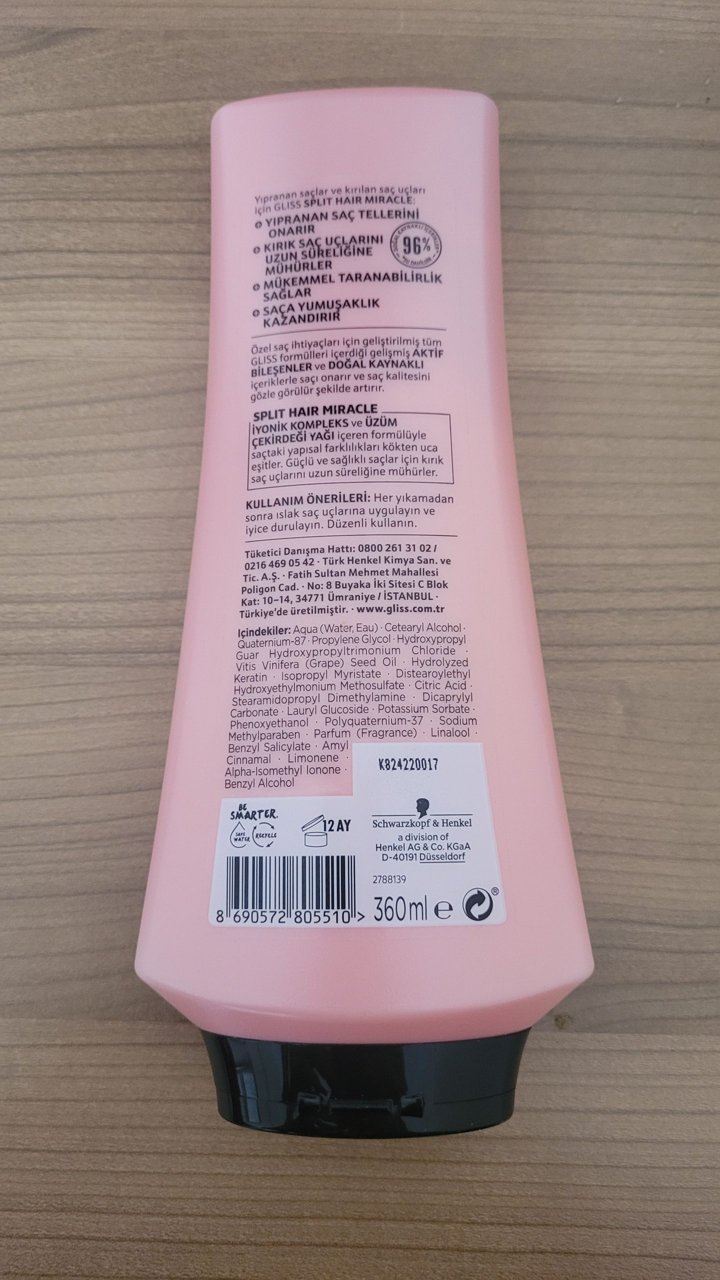 Yıpranan saçlar ve kırılan saç uçları
için GLISS SPLIT HAIR MIRACLE:
YIPRANAN SAÇ TELLERİNİ
ONARIR
KIRIK SAÇ UÇLARINI
UZUN SÜRELİĞİNE
MÜHÜRLER
96%
MÜKEMMEL TARANABİLİRLİK
SAĞLAR
SAÇA YUMUŞAKLIK
KAZANDIRIR
Özel saç ihtiyaçları için geliştirilmiş tüm
GLISS formülleri içerdiği gelişmiş AKTİF
BİLEŞENLER ve DOĞAL KAYNAKLI
içeriklerle saçı onarır ve saç kalitesini
gözle görülür şekilde artırır.
SPLIT HAIR MIRACLE
İYONİK KOMPLEKS ve ÜZÜM
ÇEKİRDEĞİ YAĞI içeren formülüyle
saçtaki yapısal farklılıkları kökten uca
eşitler. Güçlü ve sağlıklı saçlar için kırık
saç uçlarını uzun süreliğine mühürler.
KULLANIM ÖNERİLERİ: Her yıkamadan
sonra ıslak saç uçlarına uygulayın ve
iyice durulayın. Düzenli kullanın.
Tüketici Danışma Hattı: 0800 261 31 02 /
0216 469 05 42 · Türk Henkel Kimya San. ve
Tic. A.Ş. · Fatih Sultan Mehmet Mahallesi
Poligon Cad. · No: 8 Buyaka İki Sitesi C Blok
Kat: 10-14, 34771 Ümraniye / İSTANBUL ·
Türkiye'de üretilmiştir. · www.gliss.com.tr
İçindekiler: Aqua (Water, Eau) · Cetearyl Alcohol ·
Quaternium-87 · Propylene Glycol · Hydroxypropyl
Guar Hydroxypropyltrimonium Chloride ·
Vitis Vinifera (Grape) Seed Oil · Hydrolyzed
Keratin · Isopropyl Myristate · Distearoylethyl
Hydroxyethylmonium Methosulfate · Citric Acid ·
Stearamidopropyl Dimethylamine · Dicaprylyl
Carbonate · Lauryl Glucoside · Potassium Sorbate ·
Phenoxyethanol · Polyquaternium-37 · Sodium
Methylparaben · Parfum (Fragrance) · Linalool ·
Benzyl Salicylate · Amyl
Cinnamal · Limonene ·
Alpha-Isomethyl Ionone ·
Benzyl Alcohol
K824220017
BE
SMARTER.
SAVE
WATER
RECYCLE
12 AY
Schwarzkopf & Henkel
a division of
Henkel AG & Co. KGaA
D-40191 Düsseldorf
2788139
8 690572 805510 >
360 ml e
®